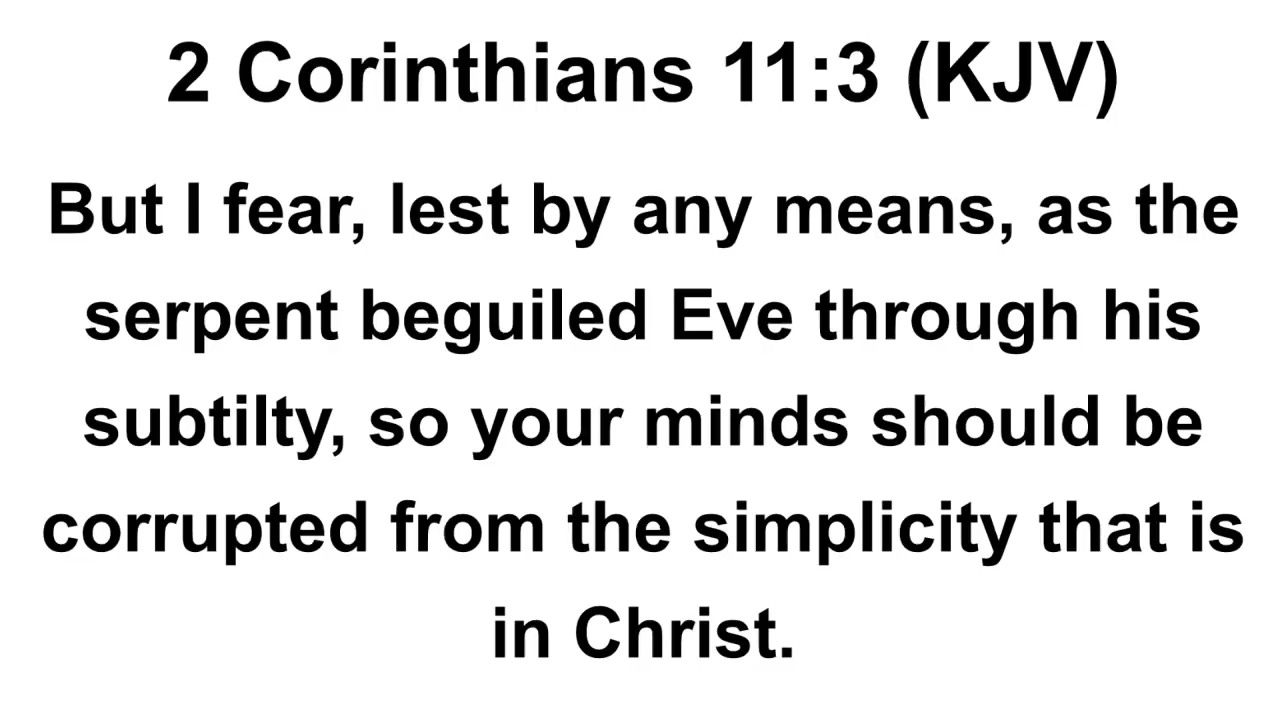 2 Corinthians 11:3 (KJV)
But I fear, lest by any means, as the
serpent beguiled Eve through his
subtilty, so your minds should be
corrupted from the simplicity that is
in Christ.